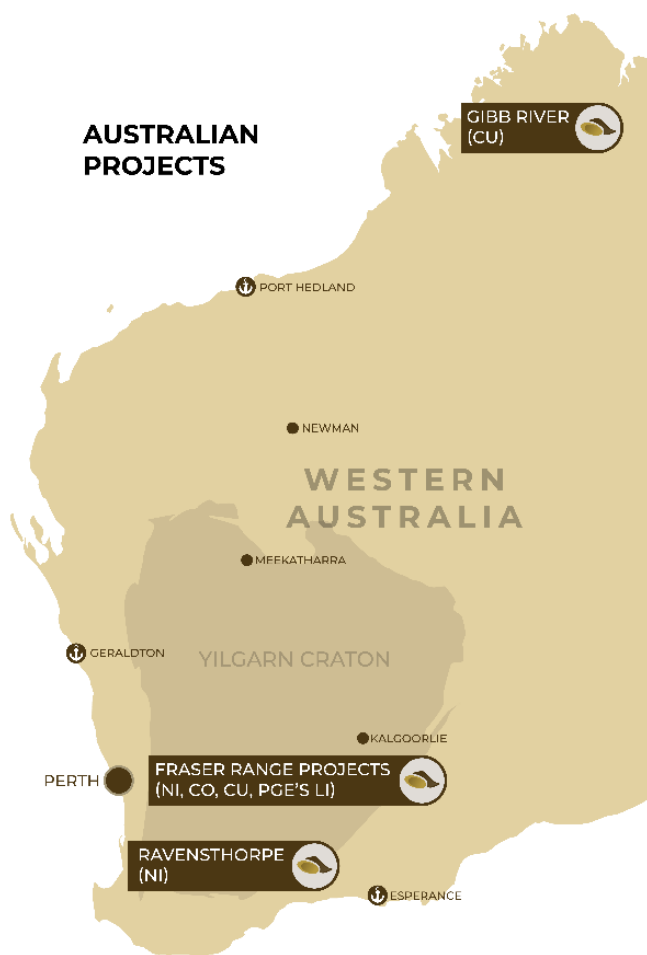 AUSTRALIAN
PROJECTS
GIBB RIVER
(CU)
PORT HEDLAND
NEWMAN
WESTERN
AUSTRALIA
MEEKATHARRA
GERALDTON
YILGARN CRATON
KALGOORLIE
PERTH
FRASER RANGE PROJECTS
(NI, CO, CU, PGE'S LI)
RAVENSTHORPE
(NI)
ESPERANCE